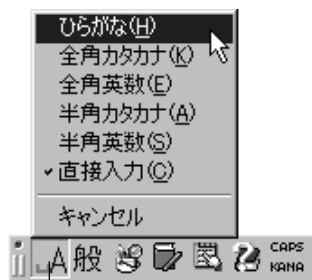 ひらがな(H)
全角カタカナ(K)
全角英数(E)
半角カタカナ(A)
半角英数(S)
直接入力(C)
キャンセル
A 般 CAPS
KANA